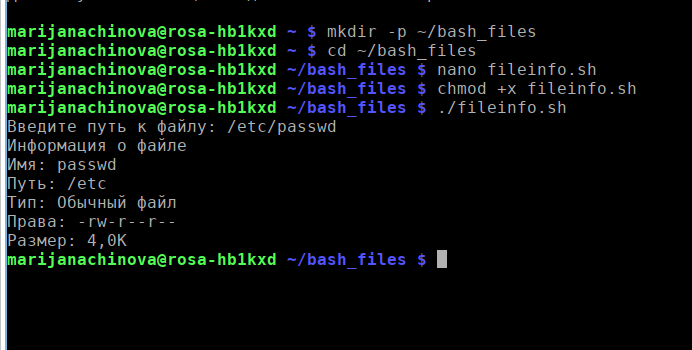 marijanachinova@rosa-hb1kxd ~ $ mkdir -p ~/bash_files
marijanachinova@rosa-hb1kxd ~ $ cd ~/bash_files
marijanachinova@rosa-hb1kxd ~/bash_files $ nano fileinfo.sh
marijanachinova@rosa-hb1kxd ~/bash_files $ chmod +x fileinfo.sh
marijanachinova@rosa-hb1kxd ~/bash_files $ ./fileinfo.sh
Введите путь к файлу: /etc/passwd
Информация о файле
Имя: passwd
Путь: /etc
Тип: Обычный файл
Права: -rw-r--r--
Размер: 4,0K
marijanachinova@rosa-hb1kxd ~/bash_files $